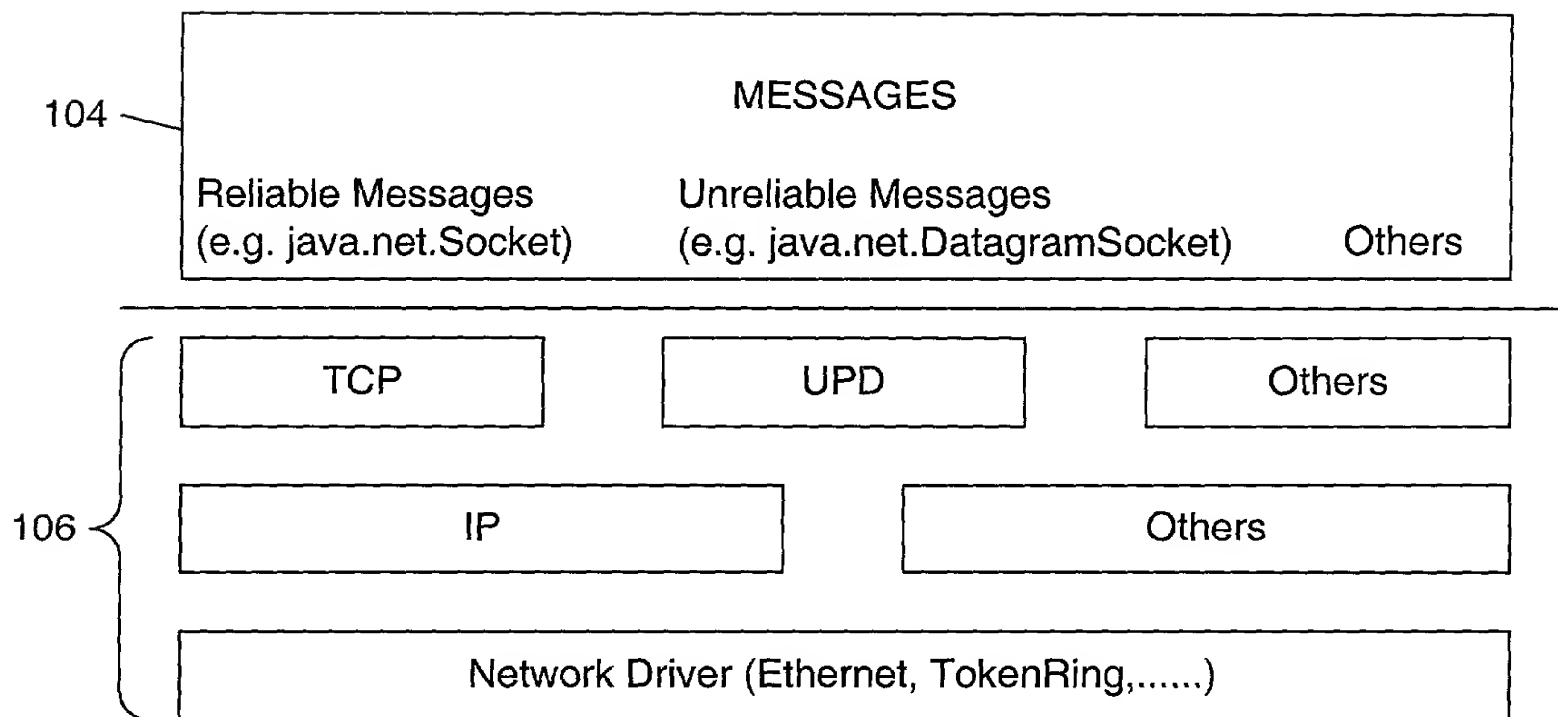 MESSAGES
104
Reliable Messages
(e.g. java.net.Socket)
Unreliable Messages
(e.g. java.net.DatagramSocket)
Others
TCP
UPD
Others
106
IP
Others
Network Driver (Ethernet, TokenRing,......)